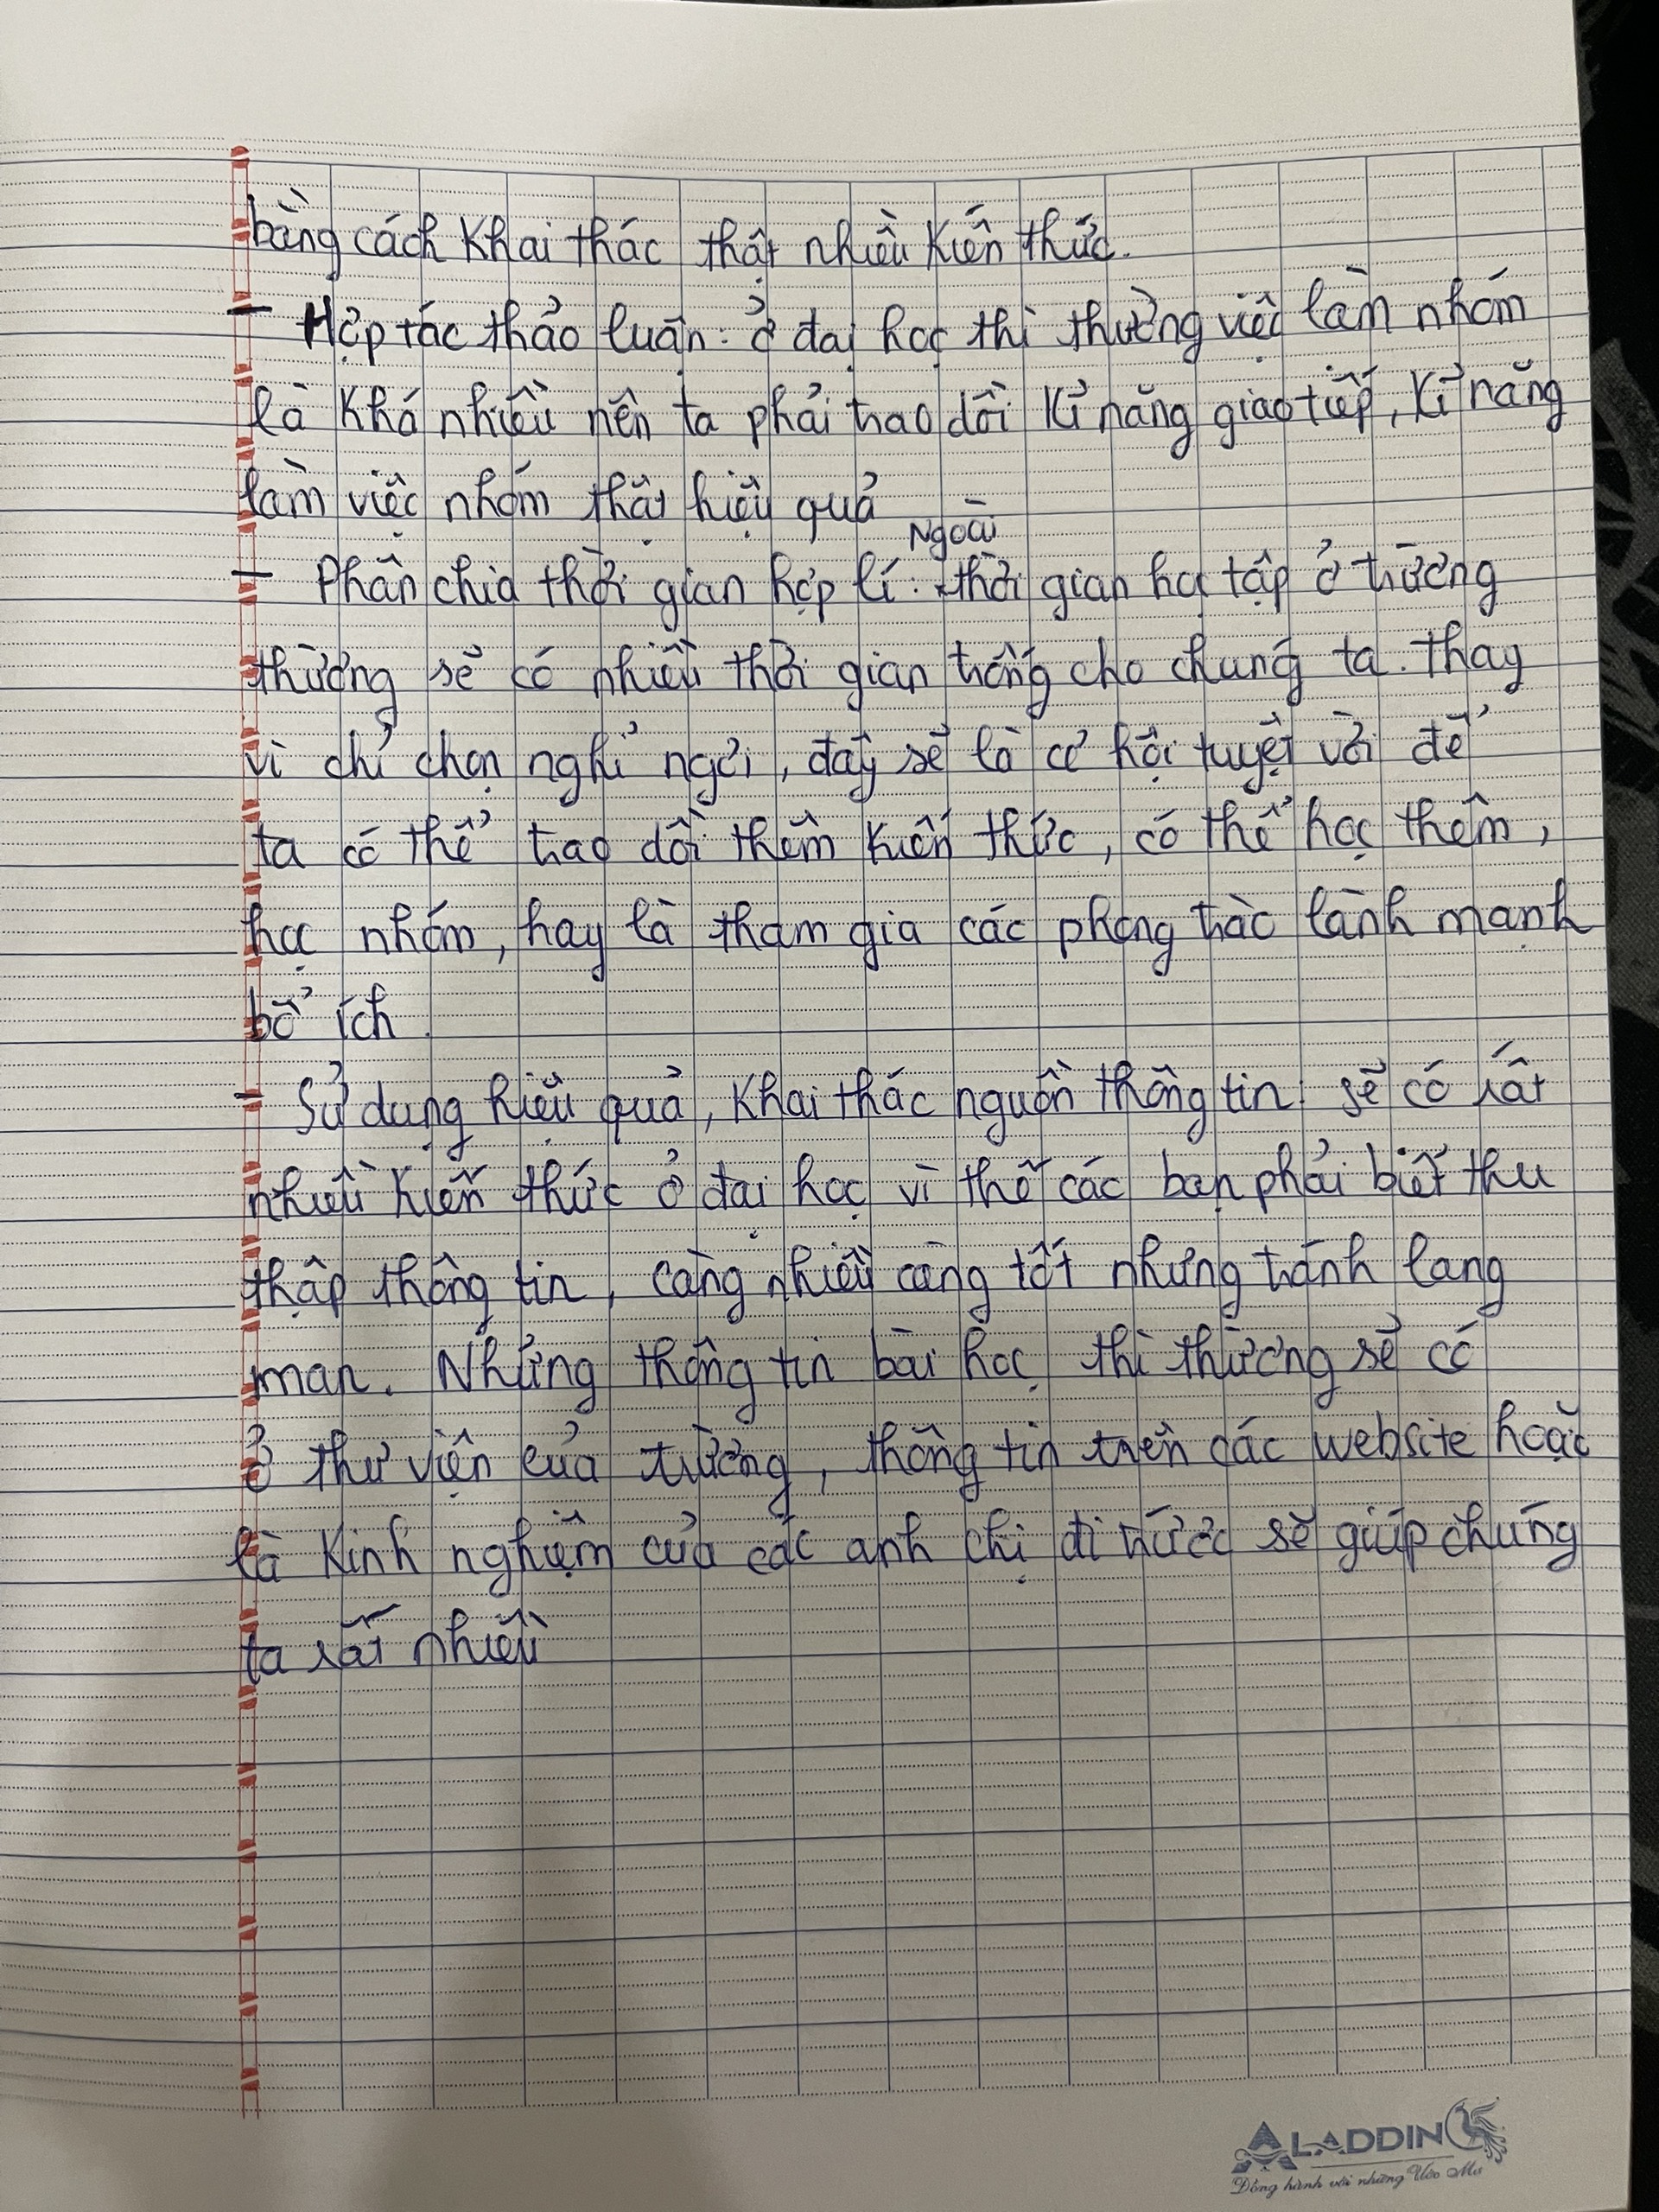 bằng cách Khai thác thật nhiều kiến thức.
- Hợp tác thảo luận: ở đại học thì thường việc làm nhóm
là Khá nhiều nên ta phải trao dồi kĩ năng giao tiếp, kĩ năng
làm việc nhóm thật hiệu quả
Ngoài
- Phân chia thời gian hợp lí: thời gian học tập ở trường
thường sẽ có nhiều thời gian trống cho chúng ta. Thay
vì chỉ chọn nghỉ ngơi, đây sẽ là cơ hội tuyệt vời để
ta có thể trao dồi thêm kiến thức, có thể học thêm,
học nhóm, hay là tham gia các phong trào lành mạnh
bổ ích.
- Sử dụng hiệu quả, Khai thác nguồn thông tin: sẽ có rất
nhiều kiến thức ở đại học vì thế các bạn phải biết thu
thập thông tin, càng nhiều càng tốt nhưng tránh lang
man. Những thông tin bài học thì thường sẽ có
ở thư viện của trường, thông tin trên các website hoặc
là Kinh nghiệm của các anh chị đi trước sẽ giúp chúng
ta rất nhiều
ALADDIN
Đồng hành với những Ước Mơ